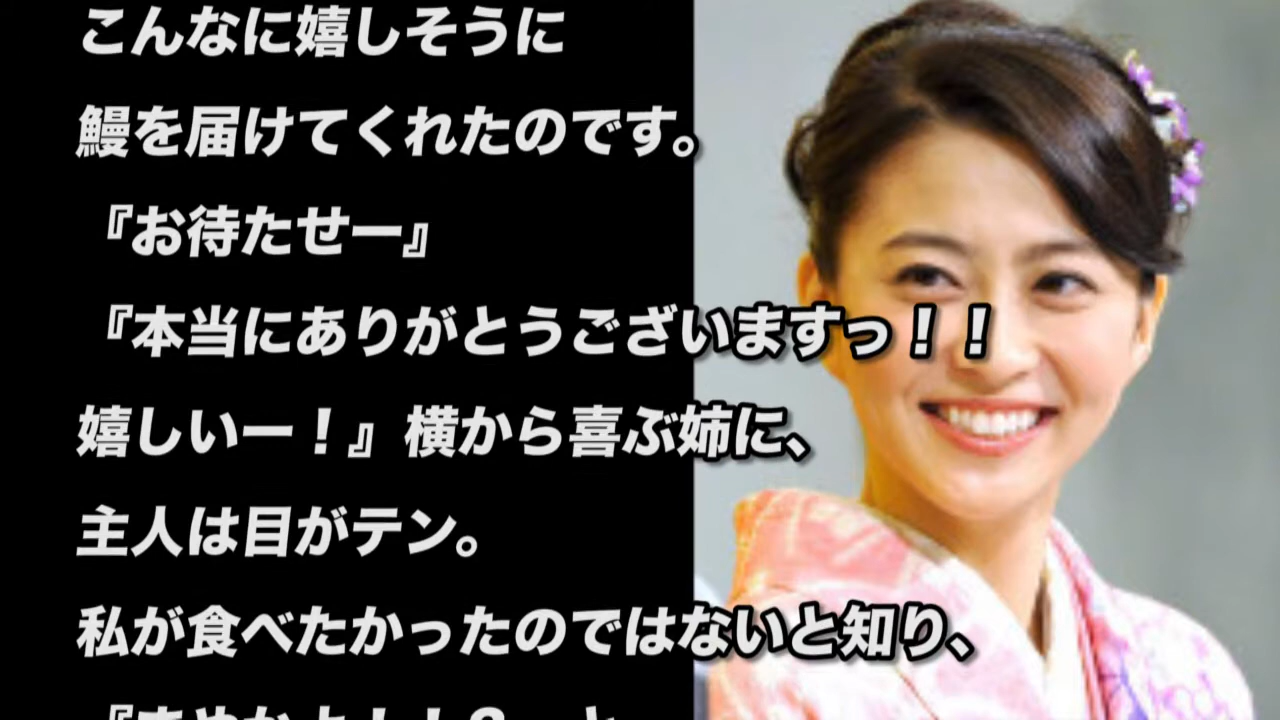 こんなに嬉しそうに
鰻を届けてくれたのです。
『お待たせー』
『本当にありがとうございますっ！！
嬉しいー！』横から喜ぶ姉に、
主人は目がテン。
私が食べたかったのではないと知り、